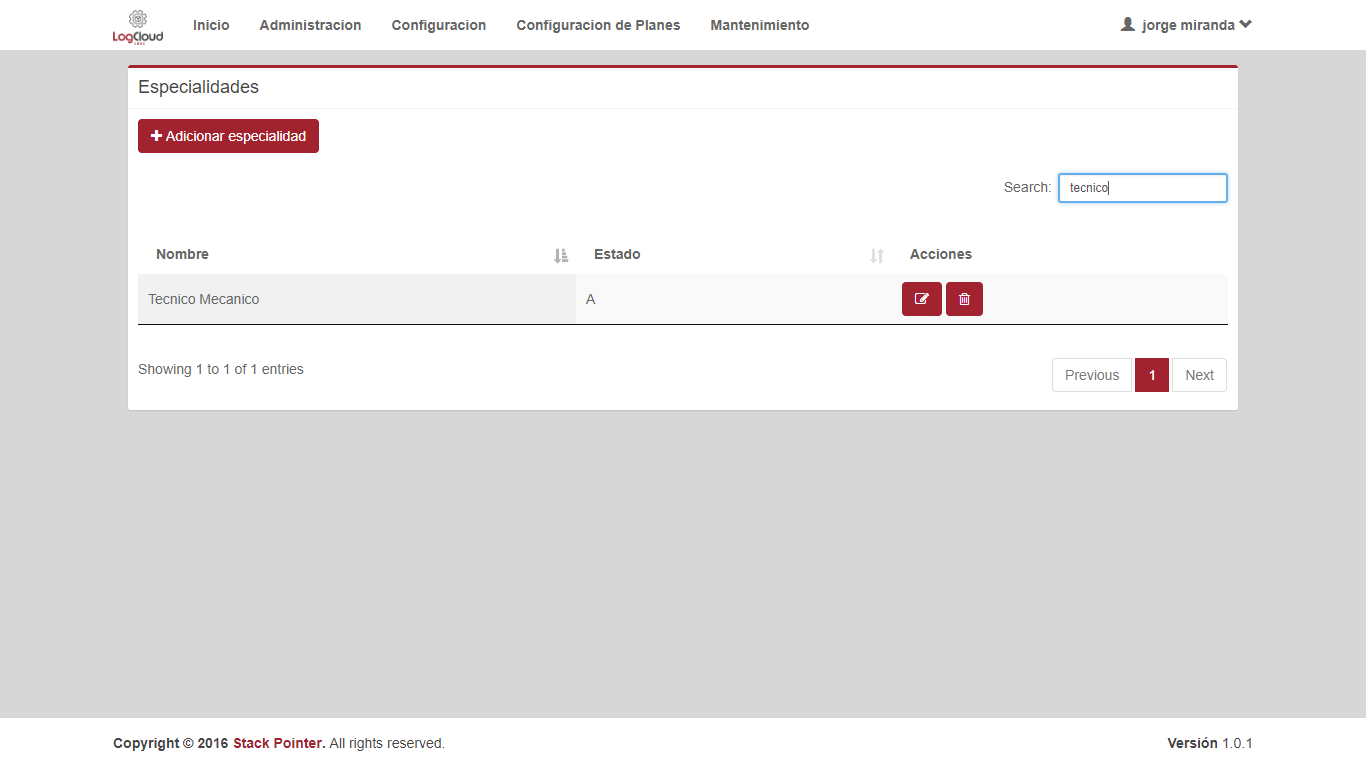 LogCloud
Inicio Administracion Configuracion Configuracion de Planes Mantenimiento jorge miranda
Especialidades
Adicionar especialidad
Search: tecnico
Nombre Estado Acciones
Tecnico Mecanico A
Showing 1 to 1 of 1 entries
Previous 1 Next
Copyright © 2016 Stack Pointer. All rights reserved. Versión 1.0.1